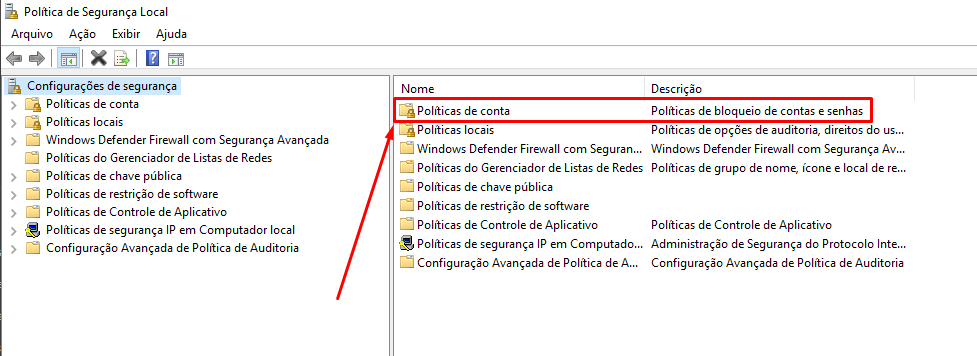 Política de Segurança Local
Arquivo Ação Exibir Ajuda
Configurações de segurança
Políticas de conta
Políticas locais
Windows Defender Firewall com Segurança Avançada
Políticas do Gerenciador de Listas de Redes
Políticas de chave pública
Políticas de restrição de software
Políticas de Controle de Aplicativo
Políticas de segurança IP em Computador local
Configuração Avançada de Política de Auditoria
Nome Descrição
Políticas de conta Políticas de bloqueio de contas e senhas
Políticas locais Políticas de opções de auditoria, direitos do us...
Windows Defender Firewall com Seguran... Windows Defender Firewall com Segurança Av...
Políticas do Gerenciador de Listas de Redes Políticas de grupo de nome, ícone e local de re...
Políticas de chave pública
Políticas de restrição de software
Políticas de Controle de Aplicativo Políticas de Controle de Aplicativo
Políticas de segurança IP em Computado... Administração de Segurança do Protocolo Inte...
Configuração Avançada de Política de A... Configuração Avançada de Política de Auditoria